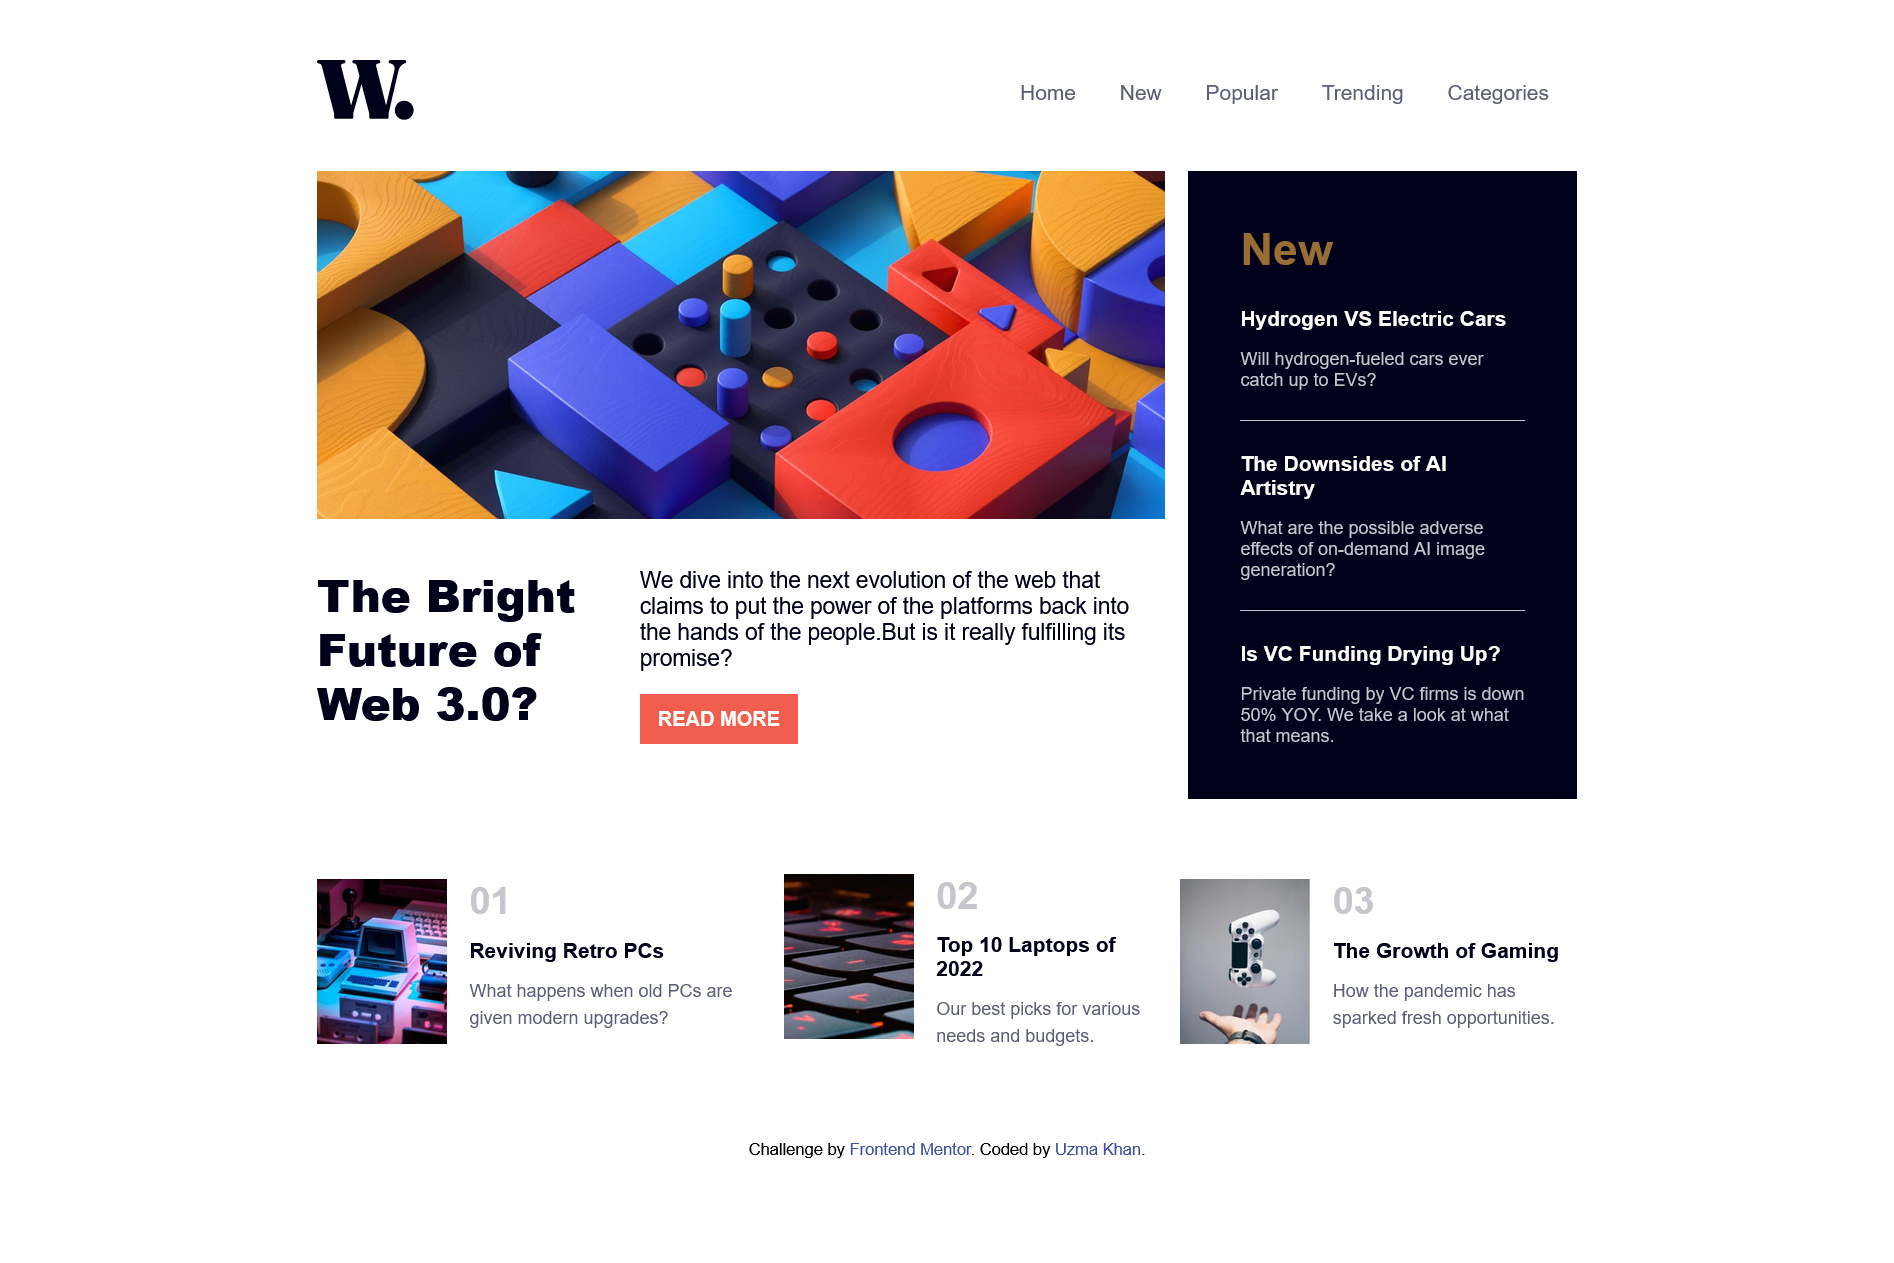 W.
Home New Popular Trending Categories
The Bright
Future of
Web 3.0?
We dive into the next evolution of the web that
claims to put the power of the platforms back into
the hands of the people.But is it really fulfilling its
promise?
READ MORE
New
Hydrogen VS Electric Cars
Will hydrogen-fueled cars ever
catch up to EVs?
The Downsides of AI
Artistry
What are the possible adverse
effects of on-demand AI image
generation?
Is VC Funding Drying Up?
Private funding by VC firms is down
50% YOY. We take a look at what
that means.
01
Reviving Retro PCs
What happens when old PCs are
given modern upgrades?
02
Top 10 Laptops of
2022
Our best picks for various
needs and budgets.
03
The Growth of Gaming
How the pandemic has
sparked fresh opportunities.
Challenge by Frontend Mentor. Coded by Uzma Khan.